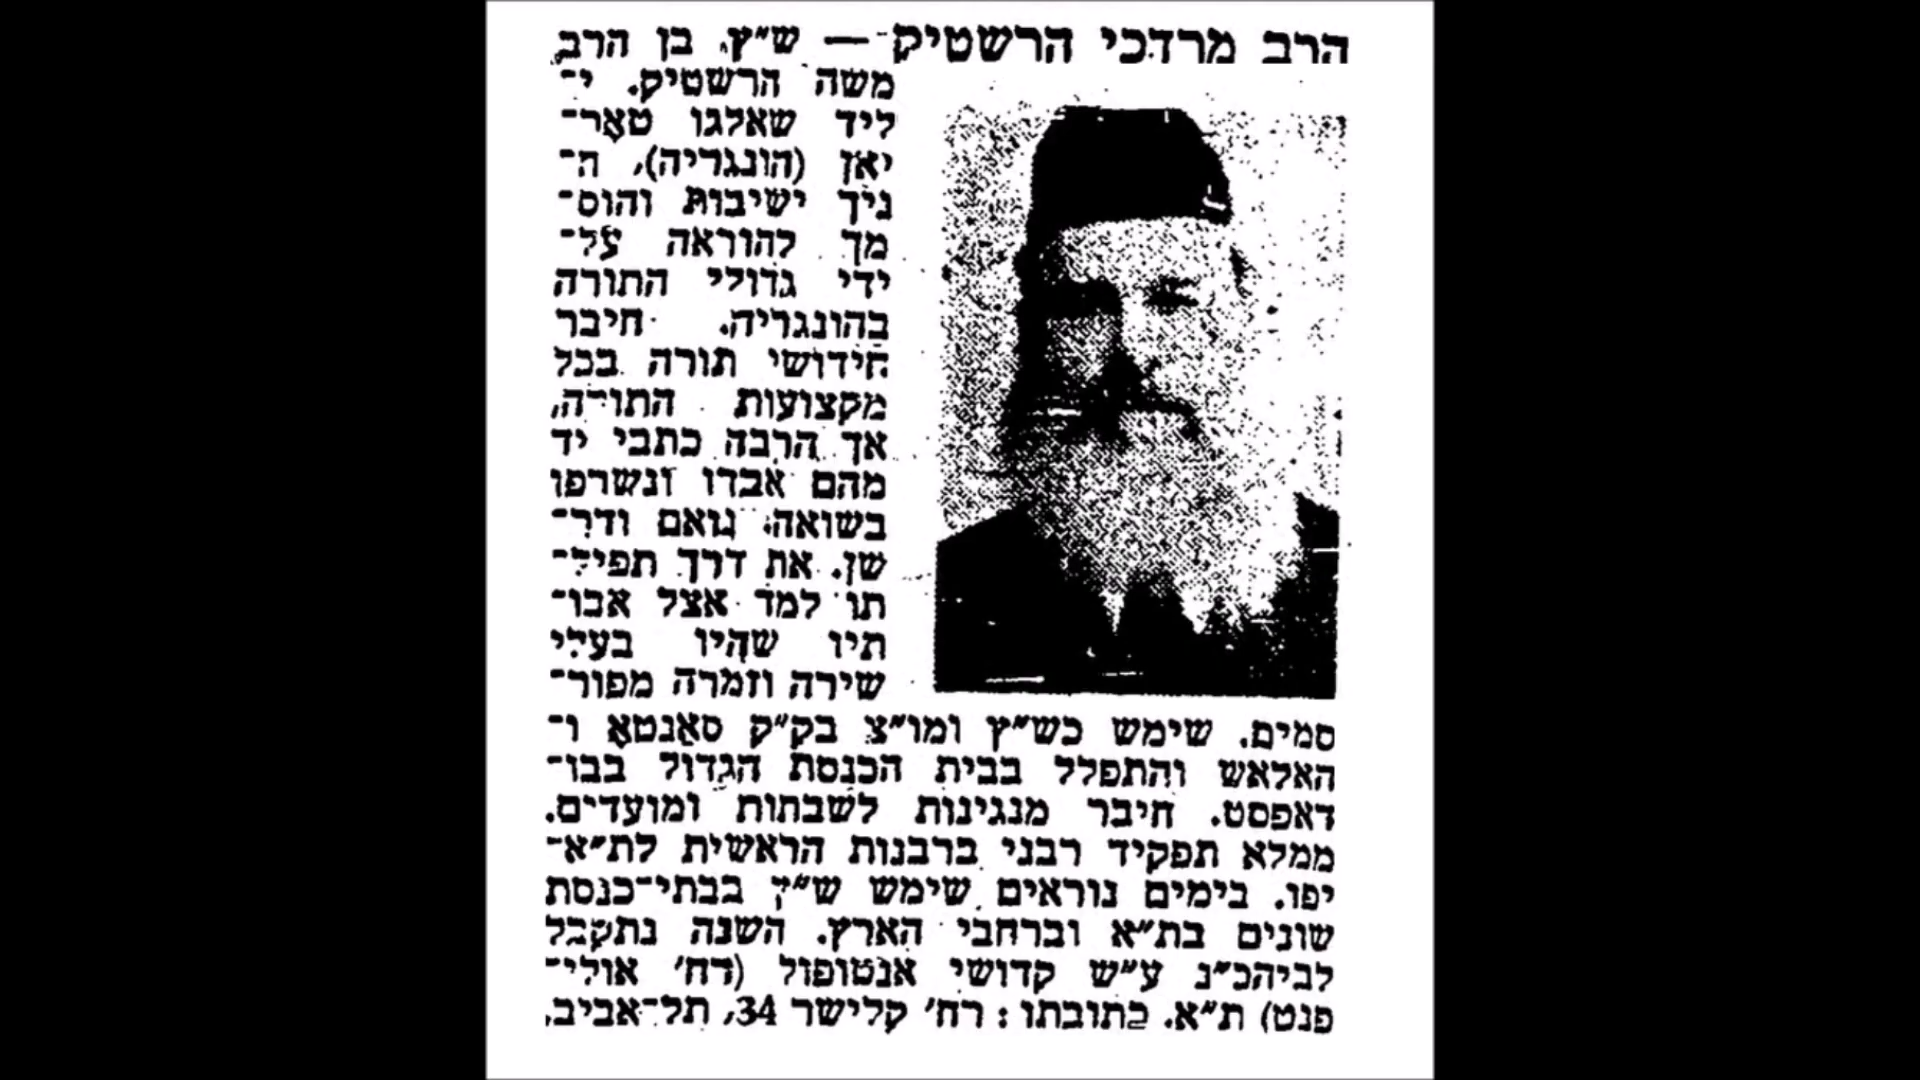 הרב מרדכי הרשטיק — ש״ץ, בן הרב
משה הרשטיק. י־
ליד שאלגו טאָר־
יאן (הונגריה), ח־
ניך ישיבות והוס־
מך להוראה על־
ידי גדולי התורה
בהונגריה. חיבר
חידושי תורה בכל
מקצועות התורה,
אך הרבה כתבי יד
מהם אבדו ונשרפו
בשואה. נואם ודר־
שן. את דרך תפיל־
תו למד אצל אבו־
תיו שהיו בעלי
שירה וזמרה מפור־
סמים. שימש כש״ץ ומו״צ בק״ק סאַנטאָ ו־
האלאש והתפלל בבית הכנסת הגדול בבו־
דאפסט. חיבר מנגינות לשבתות ומועדים.
ממלא תפקיד רבני ברבנות הראשית לת״א־
יפו. בימים נוראים שימש ש״ץ בבתי־כנסת
שונים בת״א וברחבי הארץ. השנה נתקבל
לביהכ״נ ע״ש קדושי אנטופול (רח׳ אולי־
פנט) ת״א. כתובתו: רח׳ קלישר 34, תל־אביב.